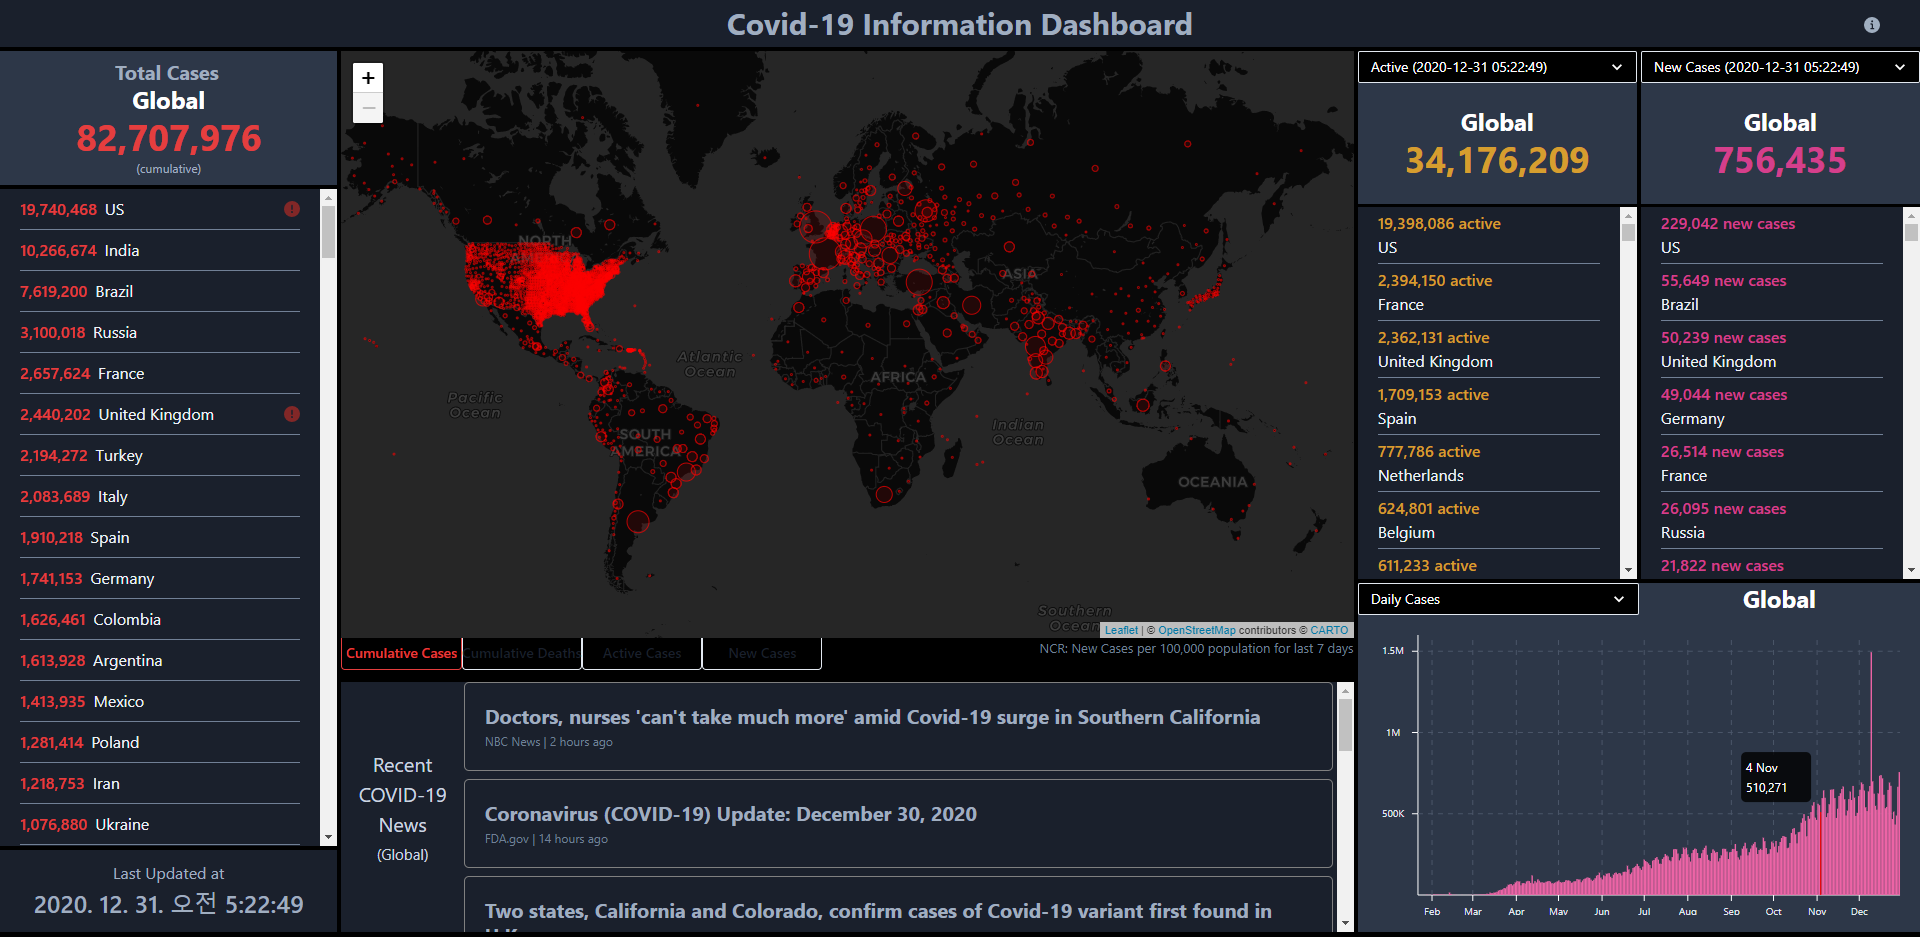 Covid-19 Information Dashboard
Total Cases
Global
82,707,976
(cumulative)
19,740,468 US
10,266,674 India
7,619,200 Brazil
3,100,018 Russia
2,657,624 France
2,440,202 United Kingdom
2,194,272 Turkey
2,083,689 Italy
1,910,218 Spain
1,741,153 Germany
1,626,461 Colombia
1,613,928 Argentina
1,413,935 Mexico
1,281,414 Poland
1,218,753 Iran
1,076,880 Ukraine
Last Updated at
2020. 12. 31. 오전 5:22:49
+
−
NORTH
AMERICA
Atlantic
Ocean
Pacific
Ocean
SOUTH
AMERICA
AFRICA
ASIA
Indian
Ocean
OCEANIA
Southern
Ocean
Leaflet | © OpenStreetMap contributors © CARTO
Cumulative Cases
Cumulative Deaths
Active Cases
New Cases
NCR: New Cases per 100,000 population for last 7 days
Recent
COVID-19
News
(Global)
Doctors, nurses 'can't take much more' amid Covid-19 surge in Southern California
NBC News | 2 hours ago
Coronavirus (COVID-19) Update: December 30, 2020
FDA.gov | 14 hours ago
Two states, California and Colorado, confirm cases of Covid-19 variant first found in
Active (2020-12-31 05:22:49)
Global
34,176,209
19,398,086 active
US
2,394,150 active
France
2,362,131 active
United Kingdom
1,709,153 active
Spain
777,786 active
Netherlands
624,801 active
Belgium
611,233 active
New Cases (2020-12-31 05:22:49)
Global
756,435
229,042 new cases
US
55,649 new cases
Brazil
50,239 new cases
United Kingdom
49,044 new cases
Germany
26,514 new cases
France
26,095 new cases
Russia
21,822 new cases
Daily Cases
Global
1.5M
1M
500K
4 Nov
510,271
Feb Mar Apr May Jun Jul Aug Sep Oct Nov Dec